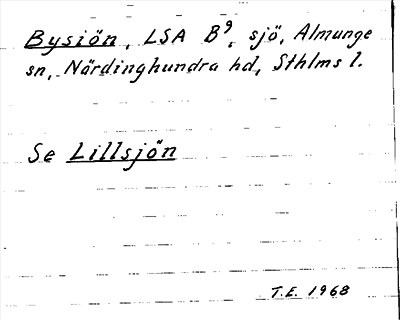 Bysjön, LSA B⁹, sjö, Almunge
sn, Närdinghundra hd, Sthlms l.
Se Lillsjön
T.E. 1968